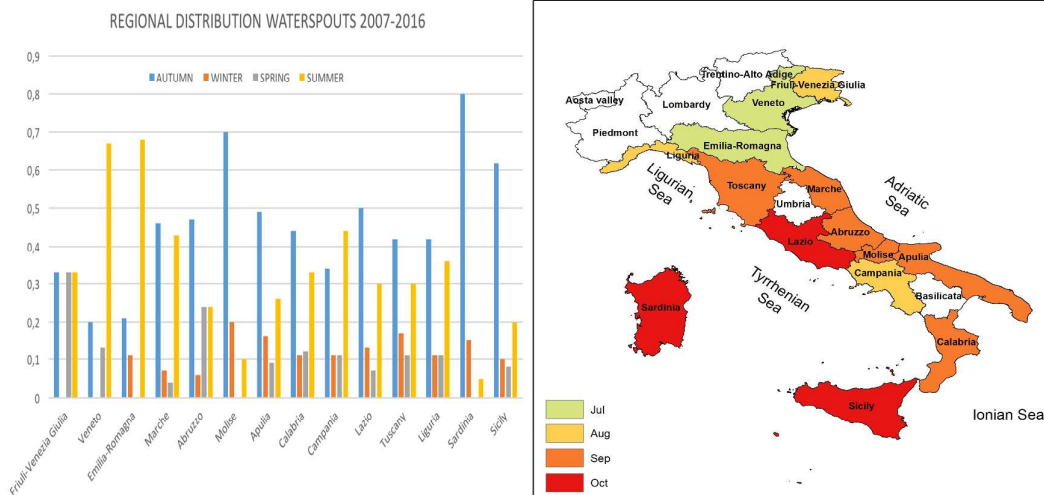 REGIONAL DISTRIBUTION WATERSPOUTS 2007-2016
0,9
AUTUMN WINTER SPRING SUMMER
0,8
0,7
0,6
0,5
0,4
0,3
0,2
0,1
0
Friuli-Venezia Giulia
Veneto
Emilia-Romagna
Marche
Abruzzo
Molise
Apulia
Calabria
Campania
Lazio
Tuscany
Liguria
Sardinia
Sicily
Trentino-Alto Adige
Friuli-Venezia Giulia
Aosta valley
Lombardy
Veneto
Piedmont
Emilia-Romagna
Liguria
Ligurian
Sea
Toscany
Marche
Adriatic
Sea
Umbria
Abruzzo
Lazio
Molise
Apulia
Campania
Tyrrhenian
Sea
Basilicata
Sardinia
Calabria
Sicily
Ionian Sea
Jul
Aug
Sep
Oct